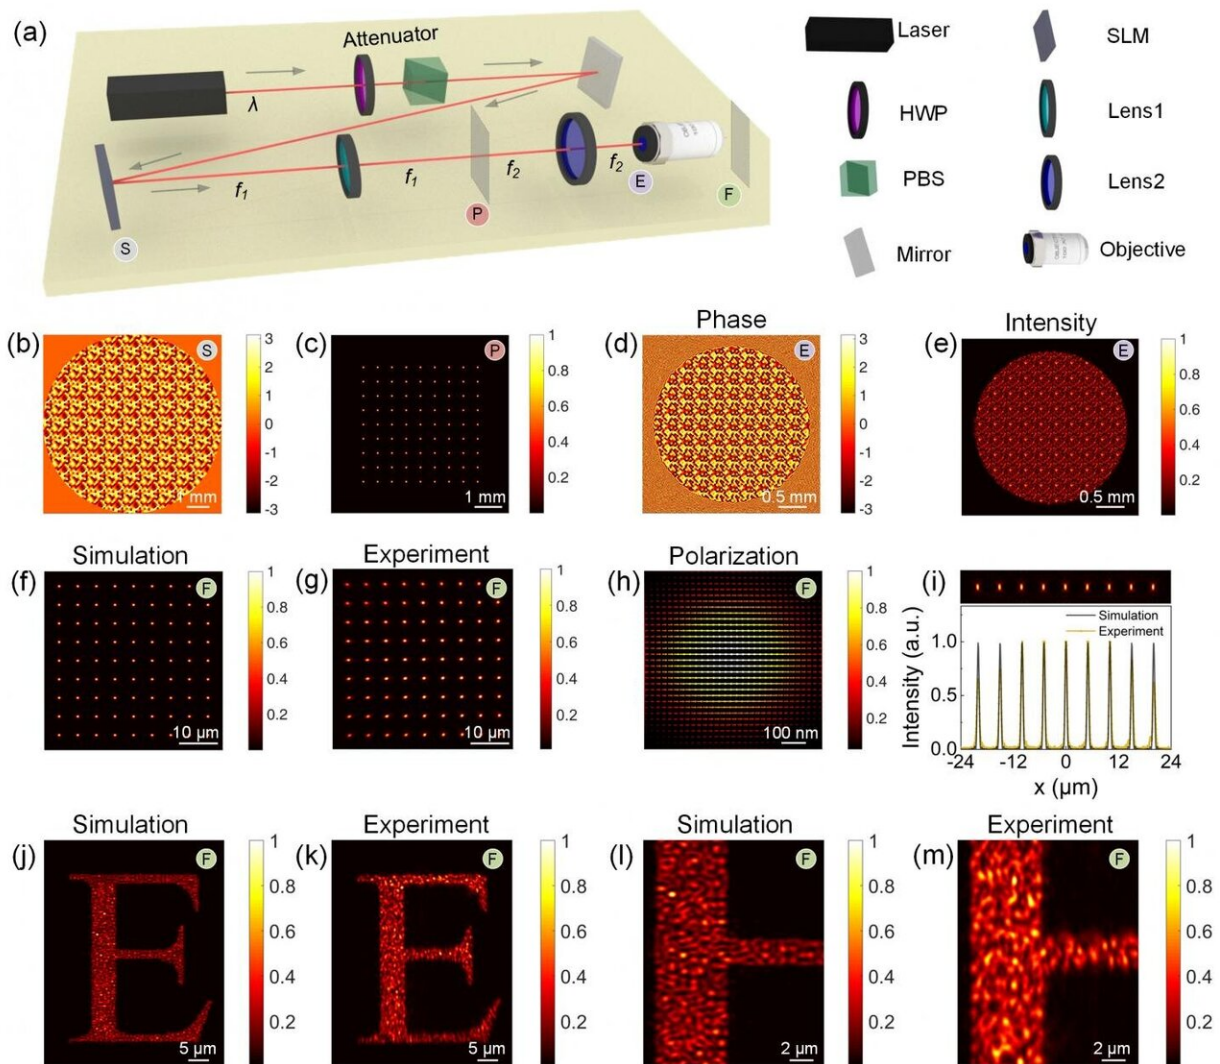 (a)
Attenuator
λ
f1
f1
f2
f2
S
P
E
F
Laser
SLM
HWP
Lens1
PBS
Lens2
Mirror
Objective
(b)
S
1 mm
3
2
1
0
-1
-2
-3
(c)
P
1 mm
1
0.8
0.6
0.4
0.2
Phase
(d)
E
0.5 mm
3
2
1
0
-1
-2
-3
Intensity
(e)
E
0.5 mm
1
0.8
0.6
0.4
0.2
Simulation
(f)
F
10 µm
1
0.8
0.6
0.4
0.2
Experiment
(g)
F
10 µm
1
0.8
0.6
0.4
0.2
Polarization
(h)
F
100 nm
1
0.8
0.6
0.4
0.2
(i)
Intensity (a.u.)
1.0
0.5
0.0
Simulation
Experiment
-24 -12 0 12 24
x (µm)
Simulation
(j)
F
E
5 µm
1
0.8
0.6
0.4
0.2
Experiment
(k)
F
E
5 µm
1
0.8
0.6
0.4
0.2
Simulation
(l)
F
2 µm
1
0.8
0.6
0.4
0.2
Experiment
(m)
F
2 µm
1
0.8
0.6
0.4
0.2